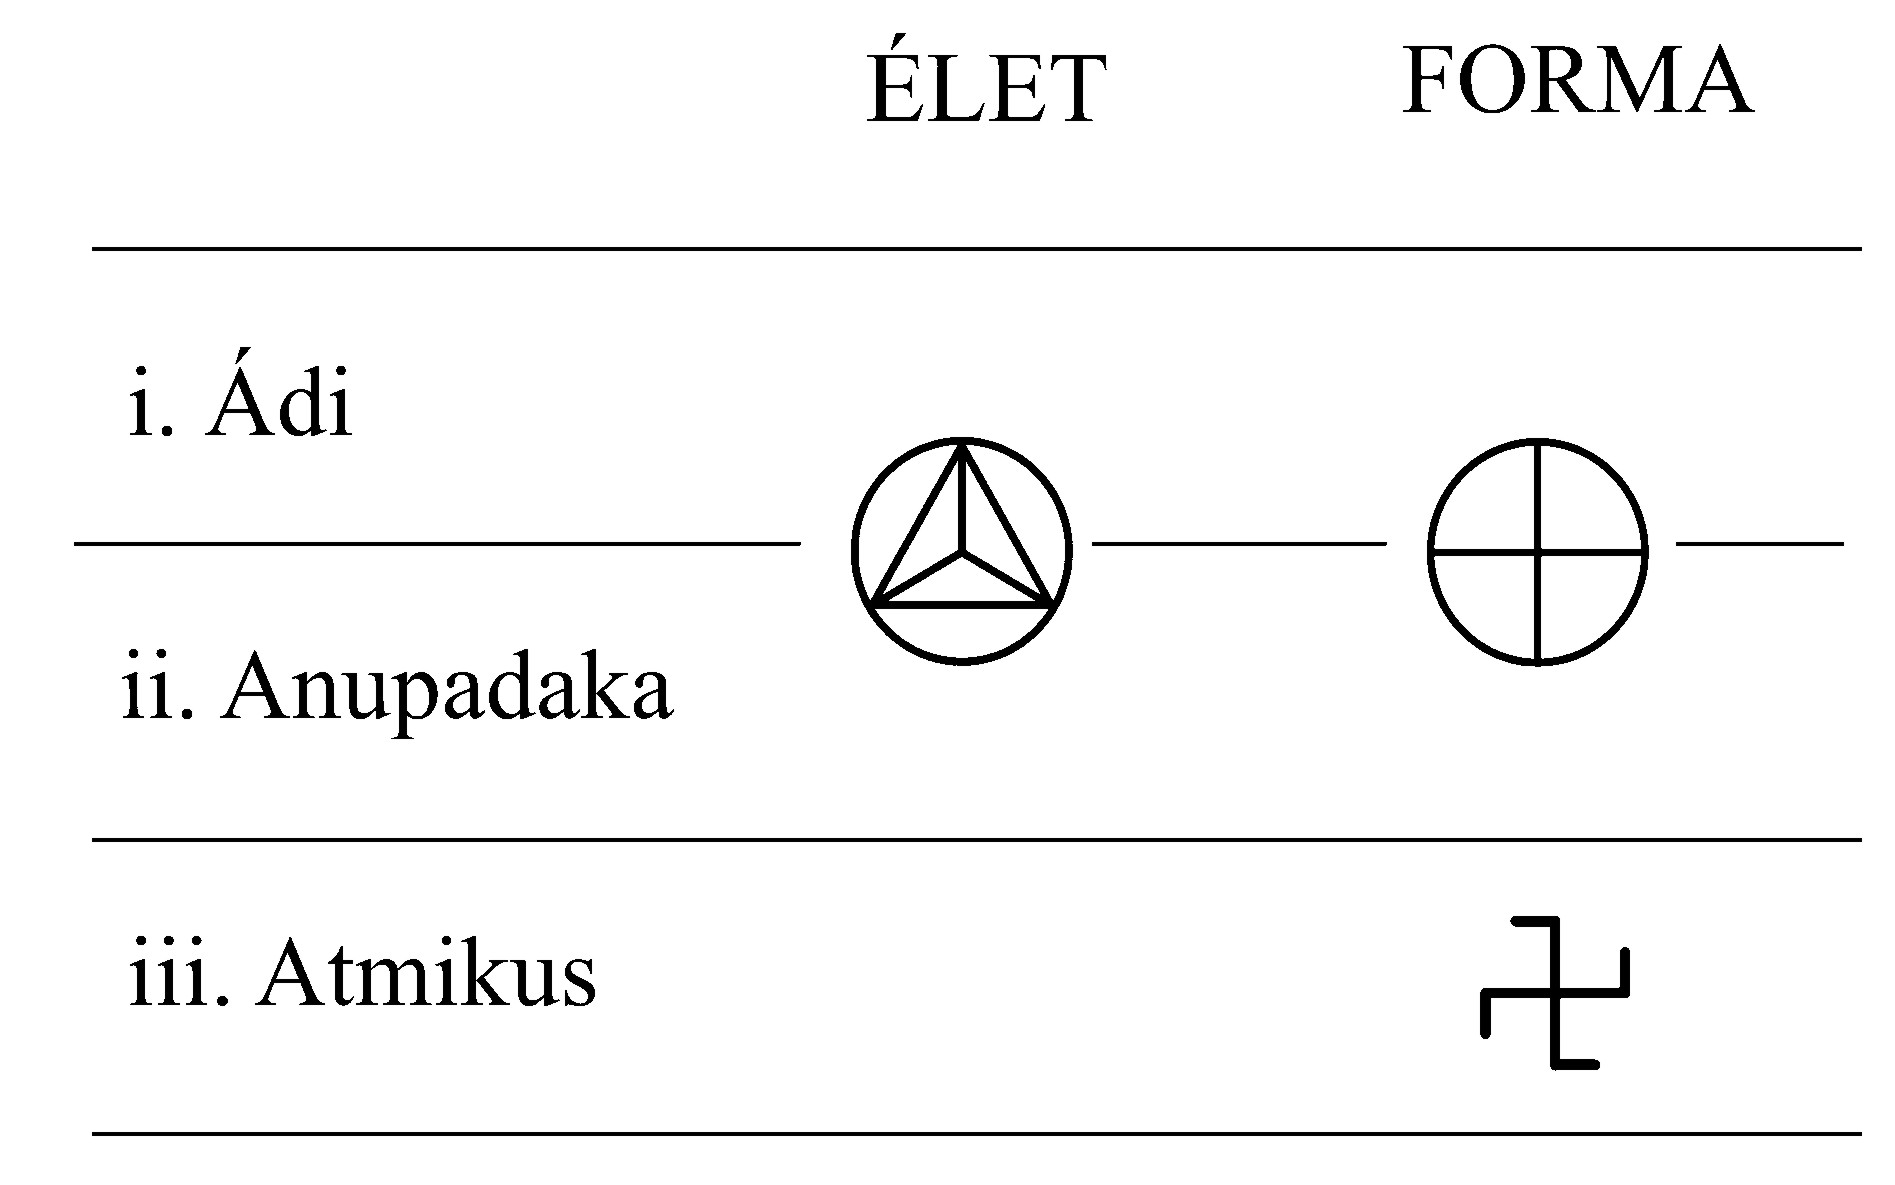 ÉLET FORMA
i. Ádi
ii. Anupadaka
iii. Atmikus